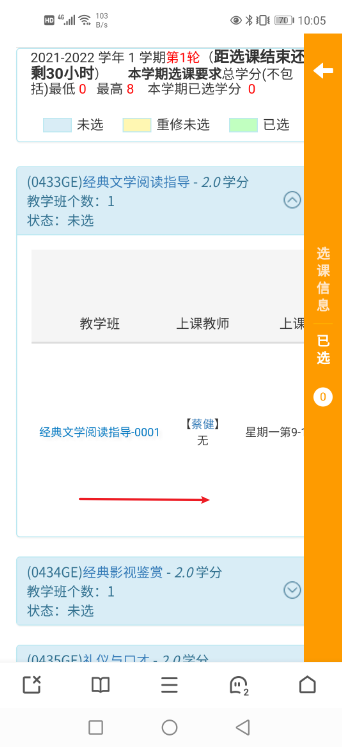 HD 4G 103 B/s 70 10:05
2021-2022 学年 1 学期第1轮（距选课结束还
剩30小时） 本学期选课要求总学分(不包
括)最低 0 最高 8 本学期已选学分 0
未选 重修未选 已选
(0433GE)经典文学阅读指导 - 2.0 学分
教学班个数：1
状态：未选
教学班 上课教师 上课
经典文学阅读指导-0001 【蔡健】 星期一第9-1
无
(0434GE)经典影视鉴赏 - 2.0 学分
教学班个数：1
状态：未选
(0435GE)礼仪与口才 - 2.0 学分
选课信息
已选
0
2